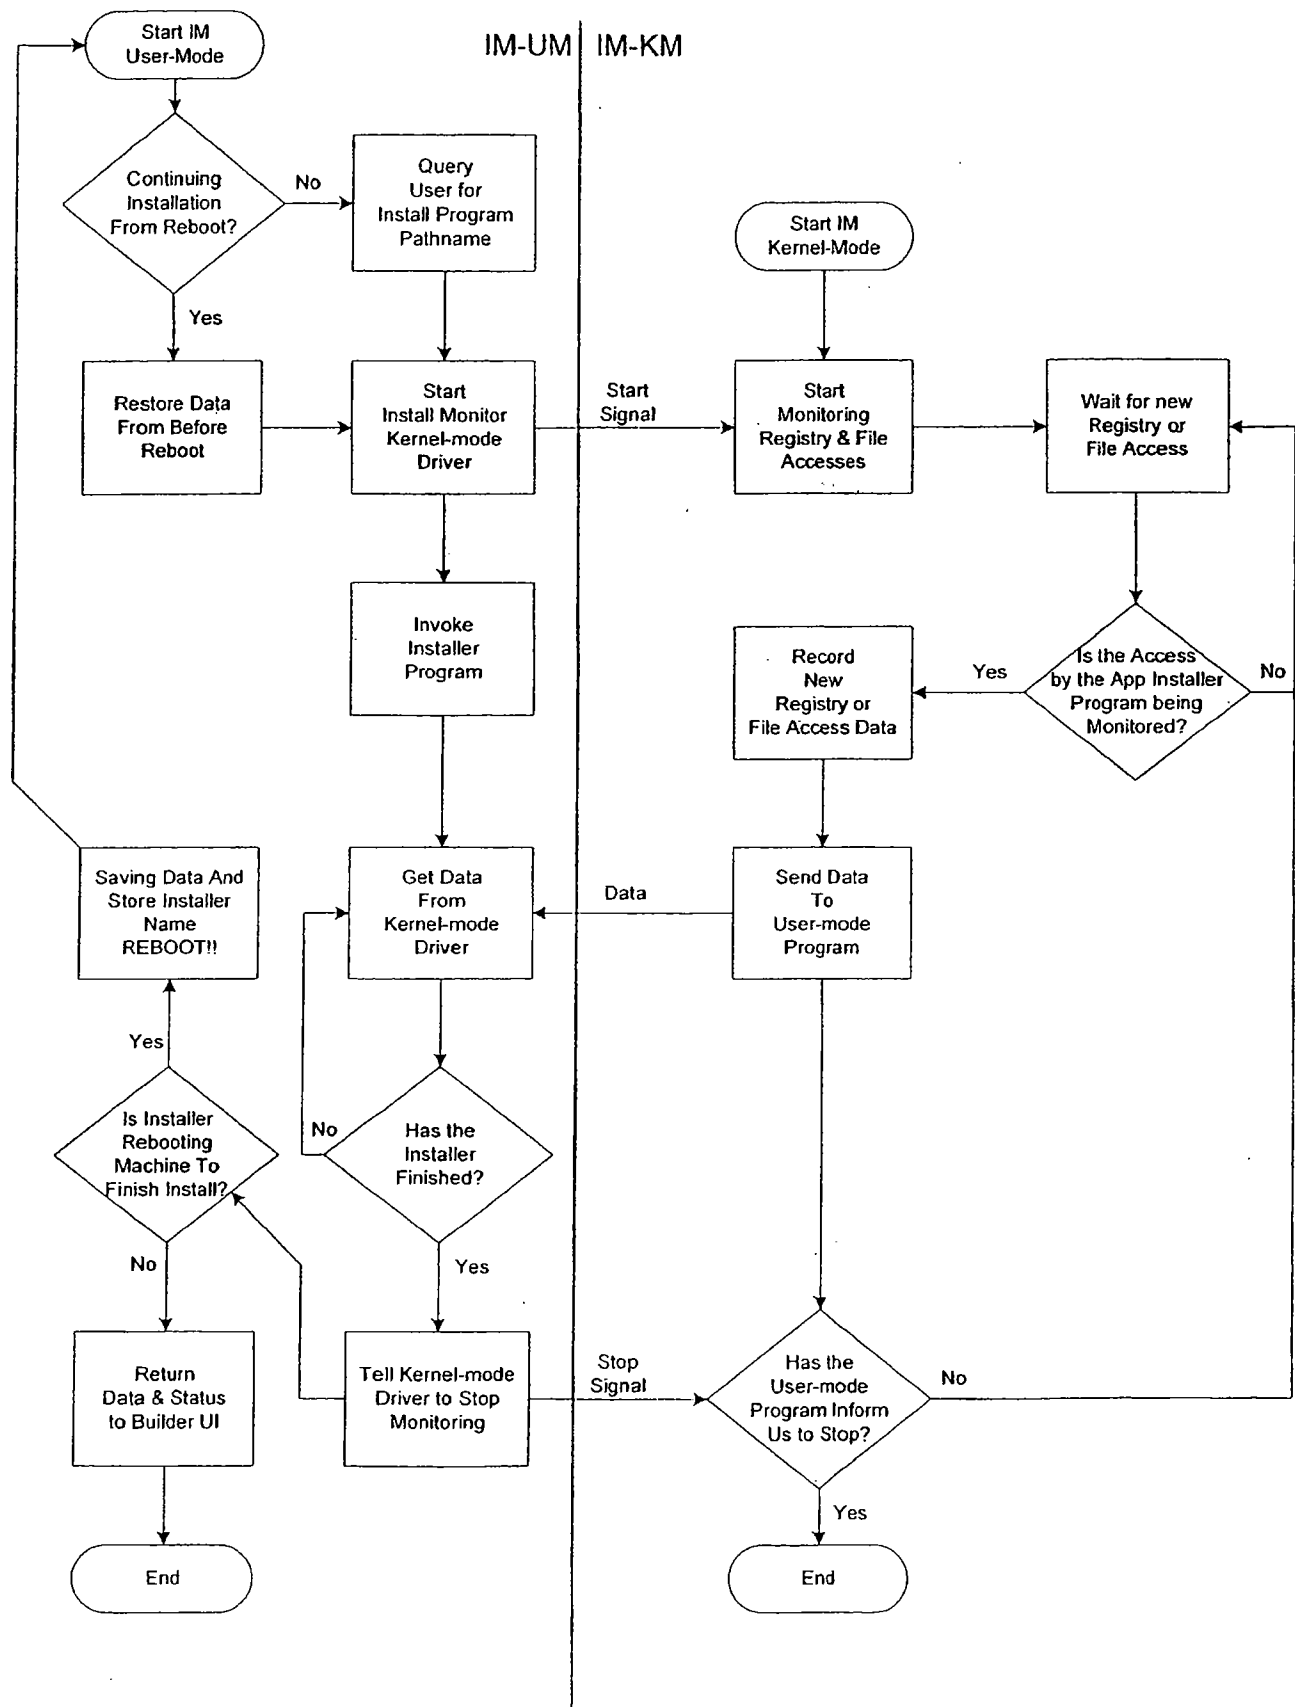 Start IM
User-Mode
IM-UM
IM-KM
Continuing
Installation
From Reboot?
No
Query
User for
Install Program
Pathname
Start IM
Kernel-Mode
Yes
Restore Data
From Before
Reboot
Start
Install Monitor
Kernel-mode
Driver
Start
Signal
Start
Monitoring
Registry & File
Accesses
Wait for new
Registry or
File Access
Invoke
Installer
Program
Record
New
Registry or
File Access Data
Yes
Is the Access
by the App Installer
Program being
Monitored?
No
Saving Data And
Store Installer
Name
REBOOT!!
Get Data
From
Kernel-mode
Driver
Data
Send Data
To
User-mode
Program
Yes
Is Installer
Rebooting
Machine To
Finish Install?
No
Has the
Installer
Finished?
No
Yes
Return
Data & Status
to Builder UI
Tell Kernel-mode
Driver to Stop
Monitoring
Stop
Signal
Has the
User-mode
Program Inform
Us to Stop?
No
Yes
End
End